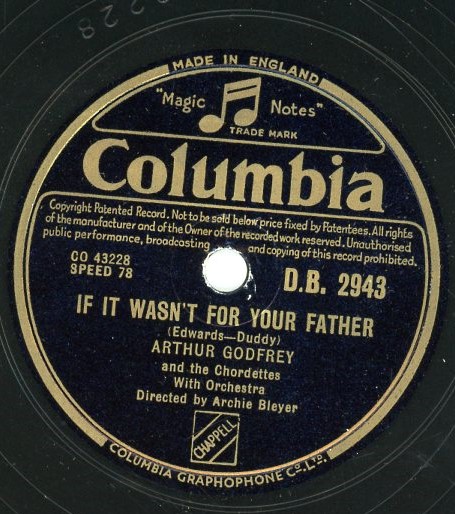 MADE IN ENGLAND
"Magic Notes"
TRADE MARK
Columbia
Copyright Patented Record. Not to be sold below price fixed by Patentees. All rights
of the manufacturer and of the Owner of the recorded work reserved. Unauthorised
public performance, broadcasting and copying of this record prohibited.
CO 43228
SPEED 78
D.B. 2943
IF IT WASN'T FOR YOUR FATHER
(Edwards—Duddy)
ARTHUR GODFREY
and the Chordettes
With Orchestra
Directed by Archie Bleyer
CHAPPELL
COLUMBIA GRAPHOPHONE Co. LTD.